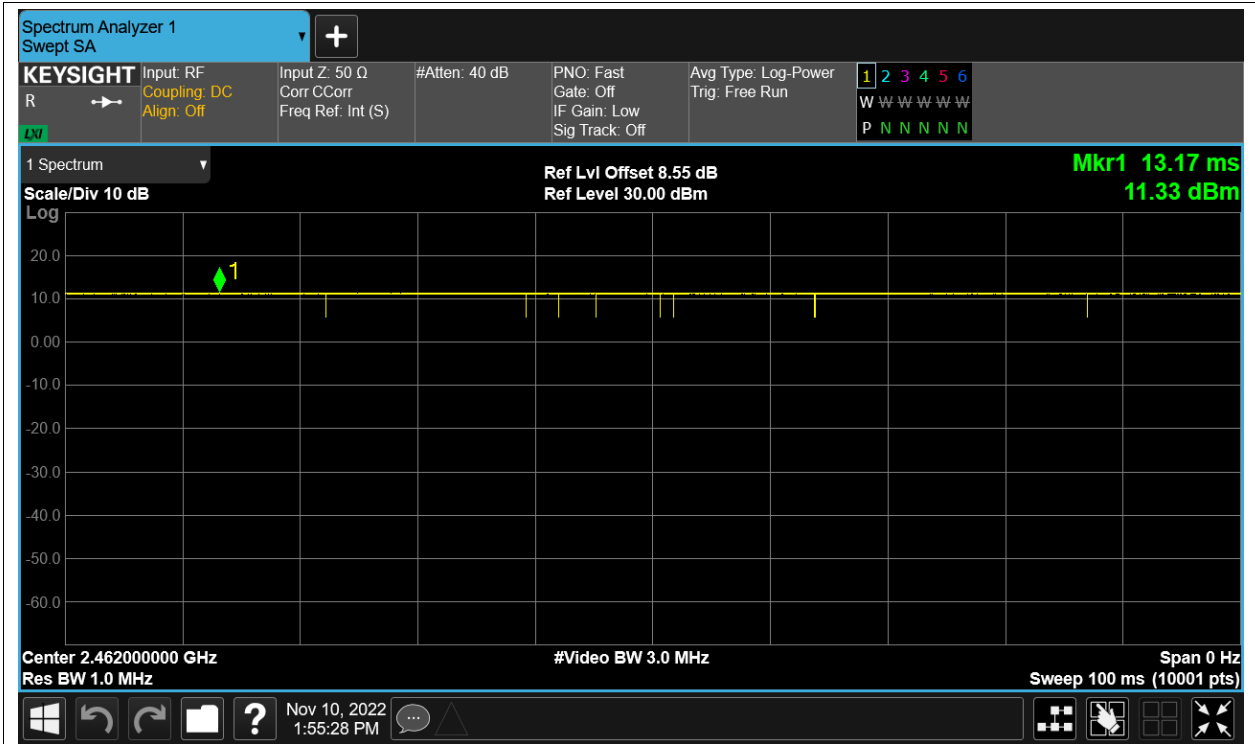 Spectrum Analyzer 1
Swept SA
KEYSIGHT
R
LXI
Input: RF
Coupling: DC
Align: Off
Input Z: 50 Ω
Corr CCorr
Freq Ref: Int (S)
#Atten: 40 dB
PNO: Fast
Gate: Off
IF Gain: Low
Sig Track: Off
Avg Type: Log-Power
Trig: Free Run
1 2 3 4 5 6
W W W W W W
P N N N N N
1 Spectrum
Scale/Div 10 dB
Log
Ref Lvl Offset 8.55 dB
Ref Level 30.00 dBm
Mkr1 13.17 ms
11.33 dBm
1
20.0
10.0
0.00
-10.0
-20.0
-30.0
-40.0
-50.0
-60.0
Center 2.462000000 GHz
Res BW 1.0 MHz
#Video BW 3.0 MHz
Span 0 Hz
Sweep 100 ms (10001 pts)
?
Nov 10, 2022
1:55:28 PM